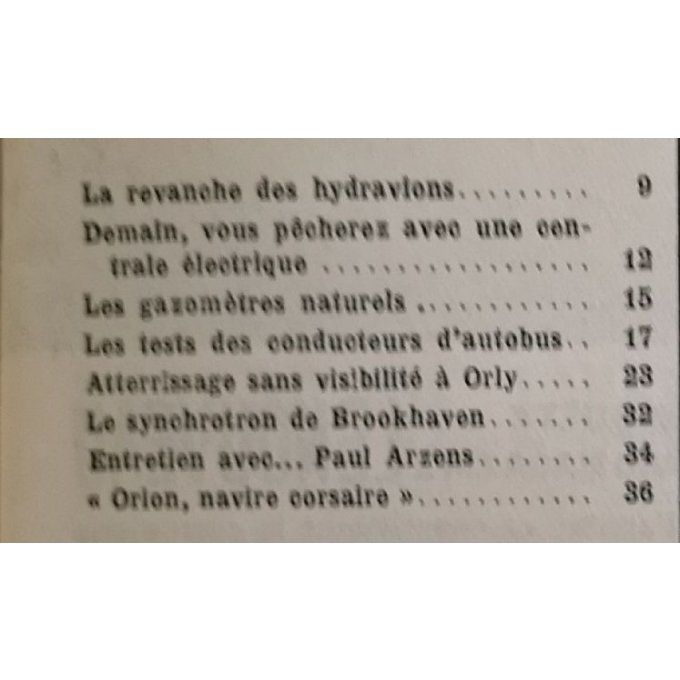 La revanche des hydravions......... 9
Demain, vous pêcherez avec une cen-
trale électrique .................. 12
Les gazomètres naturels ............ 15
Les tests des conducteurs d'autobus.. 17
Atterrissage sans visibilité à Orly..... 23
Le synchrotron de Brookhaven....... 32
Entretien avec... Paul Arzens........ 34
« Orion, navire corsaire »............ 36